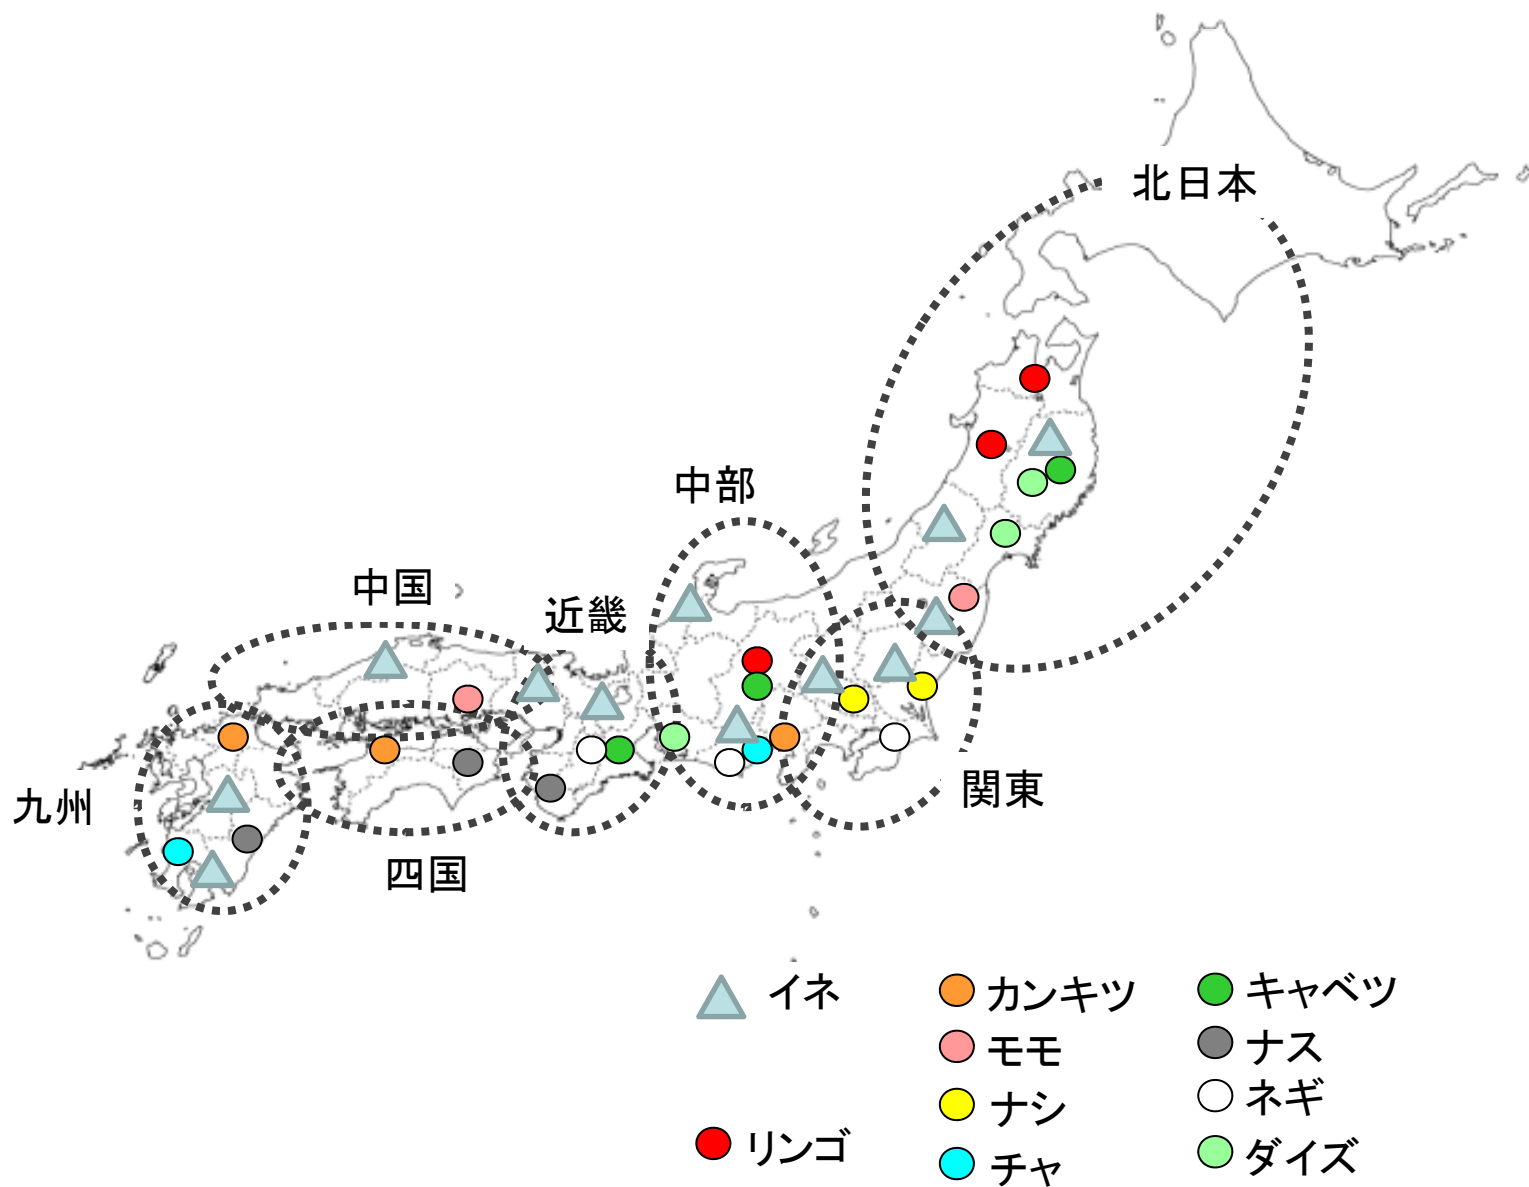 北日本
中部
中国
近畿
関東
九州
四国
イネ
カンキツ
キャベツ
モモ
ナス
ナシ
ネギ
リンゴ
チャ
ダイズ